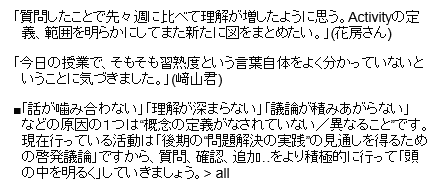 「質問したことで先々週に比べて理解が増したように思う。Activityの定
義、範囲を明らかにしてまた新たに図をまとめたい。」(花房さん)
「今日の授業で、そもそも習熟度という言葉自体をよく分かっていないと
いうことに気づきました。」(﨑山君)
■「話が噛み合わない」「理解が深まらない」「議論が積みあがらない」
などの原因の1つは“概念の定義がなされていない／異なること”です。
現在行っている活動は「後期の“問題解決の実践”の見通しを得るため
の啓発議論」ですから、質問、確認、追加..をより積極的に行って「頭
の中を明るく」していきましょう。> all